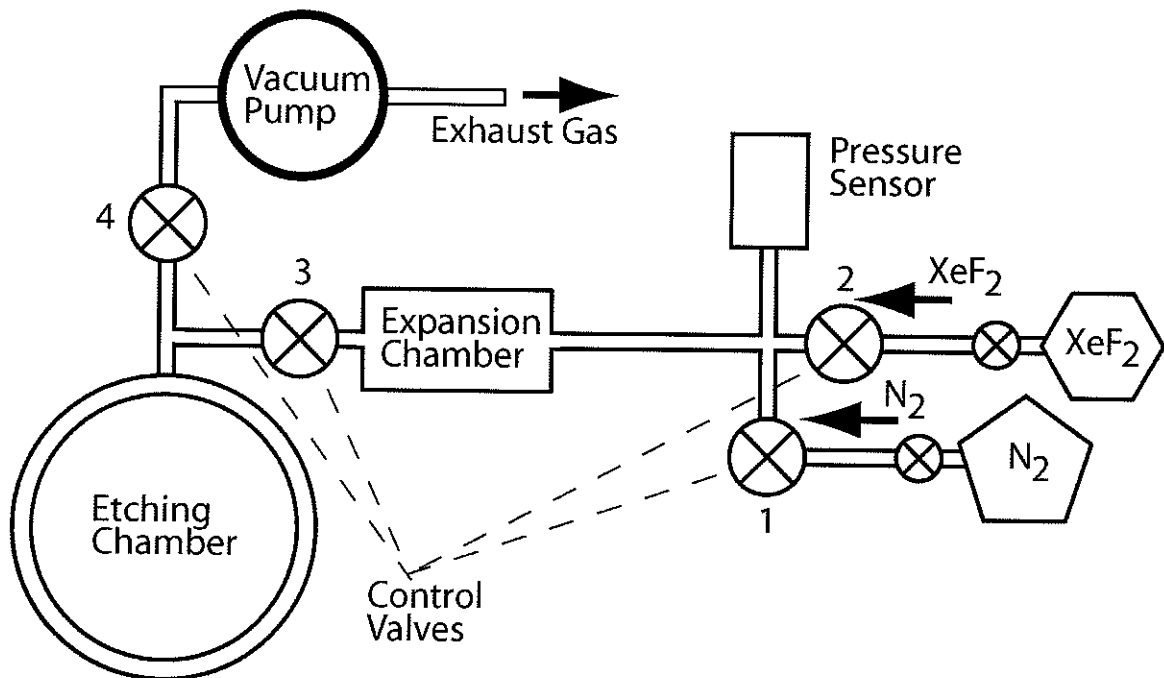 Vacuum
Pump
Exhaust Gas
Pressure
Sensor
4
3
2
XeF2
Expansion
Chamber
XeF2
N2
N2
1
Etching
Chamber
Control
Valves